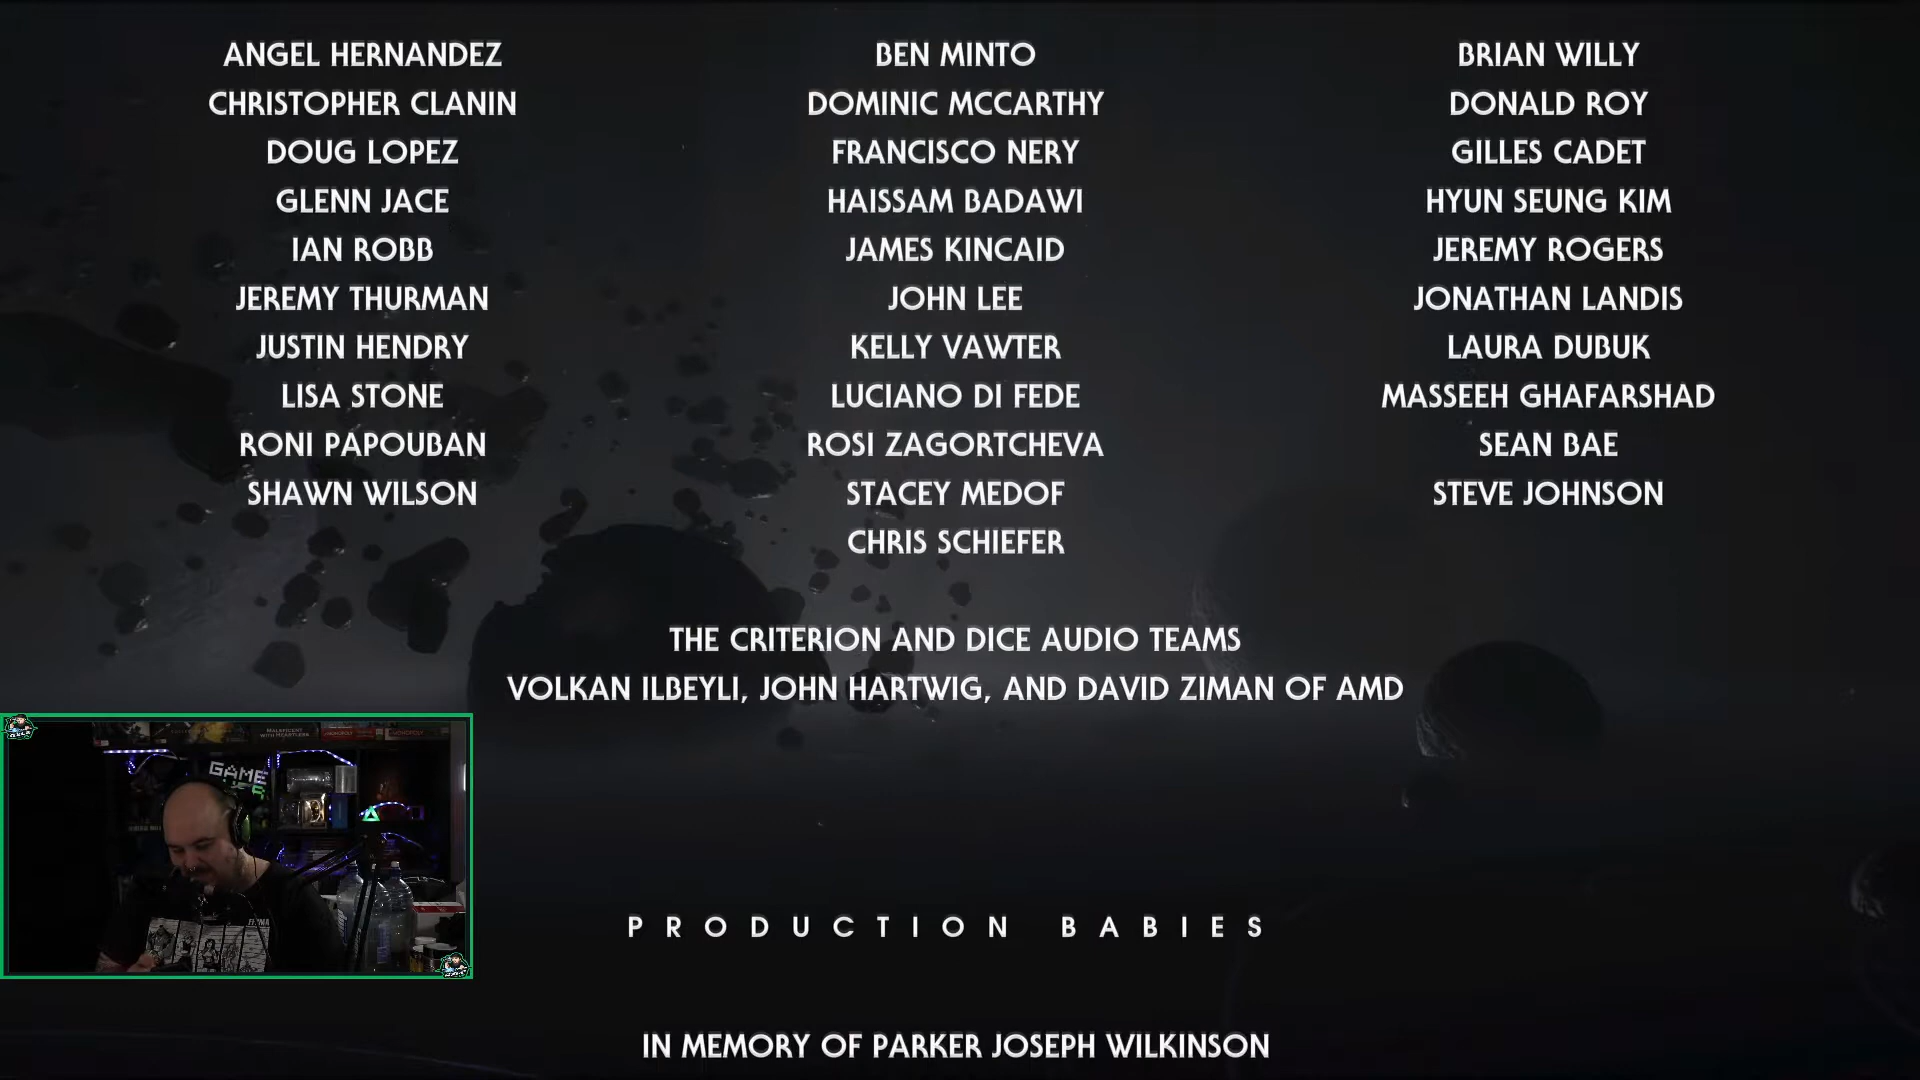 ANGEL HERNANDEZ BEN MINTO BRIAN WILLY
CHRISTOPHER CLANIN DOMINIC MCCARTHY DONALD ROY
DOUG LOPEZ FRANCISCO NERY GILLES CADET
GLENN JACE HAISSAM BADAWI HYUN SEUNG KIM
IAN ROBB JAMES KINCAID JEREMY ROGERS
JEREMY THURMAN JOHN LEE JONATHAN LANDIS
JUSTIN HENDRY KELLY VAWTER LAURA DUBUK
LISA STONE LUCIANO DI FEDE MASSEEH GHAFARSHAD
RONI PAPOUBAN ROSI ZAGORTCHEVA SEAN BAE
SHAWN WILSON STACEY MEDOF STEVE JOHNSON
CHRIS SCHIEFER
THE CRITERION AND DICE AUDIO TEAMS
VOLKAN ILBEYLI, JOHN HARTWIG, AND DAVID ZIMAN OF AMD
MALEFICENT
WITH HEARTLESS
GAME
PRODUCTION BABIES
IN MEMORY OF PARKER JOSEPH WILKINSON